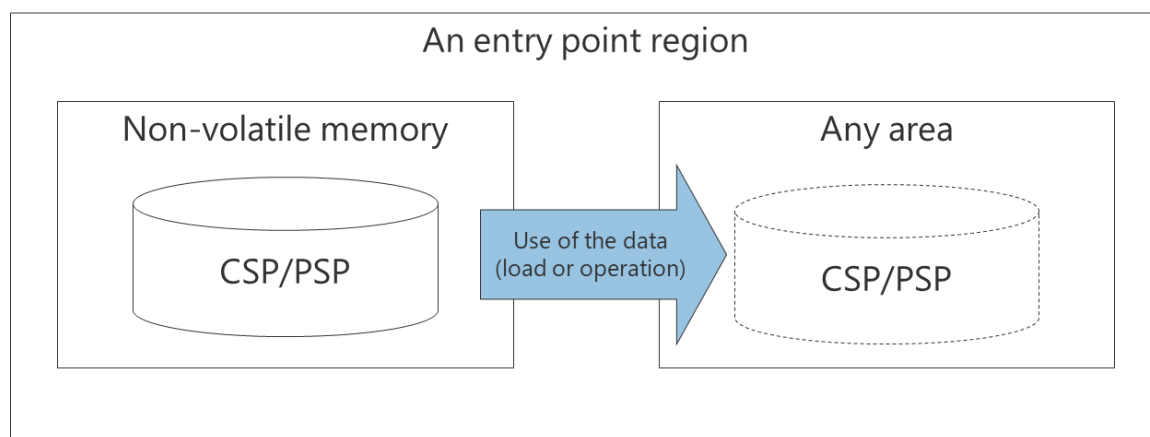 An entry point region
Non-volatile memory
CSP/PSP
Use of the data
(load or operation)
Any area
CSP/PSP